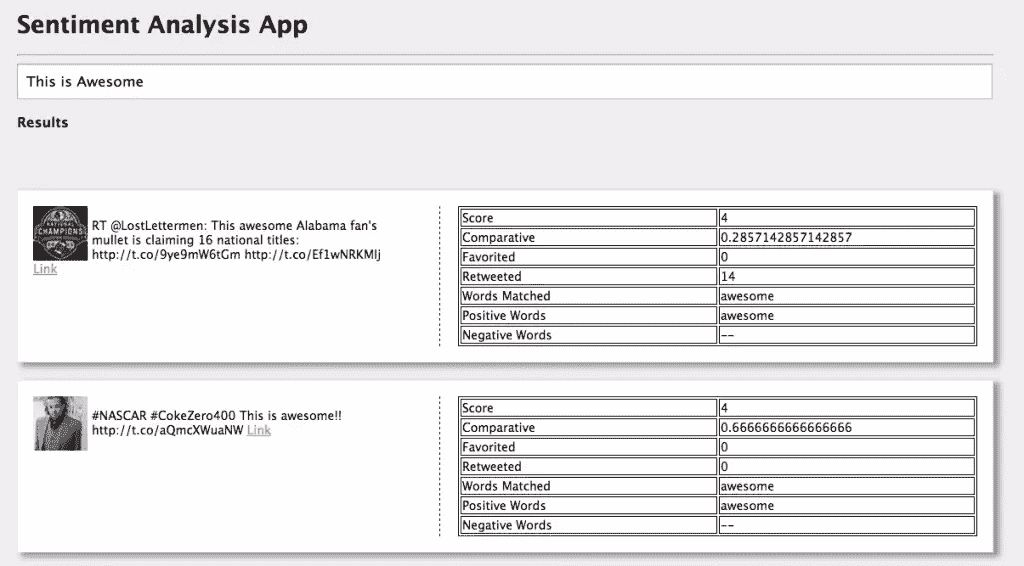 Sentiment Analysis App
This is Awesome
Results
NATIONAL
CHAMPIONS
RT @LostLettermen: This awesome Alabama fan's
mullet is claiming 16 national titles:
http://t.co/9ye9mW6tGm http://t.co/Ef1wNRKMIj
Link
Score 4
Comparative 0.2857142857142857
Favorited 0
Retweeted 14
Words Matched awesome
Positive Words awesome
Negative Words --
#NASCAR #CokeZero400 This is awesome!!
http://t.co/aQmcXWuaNW Link
Score 4
Comparative 0.6666666666666666
Favorited 0
Retweeted 0
Words Matched awesome
Positive Words awesome
Negative Words --